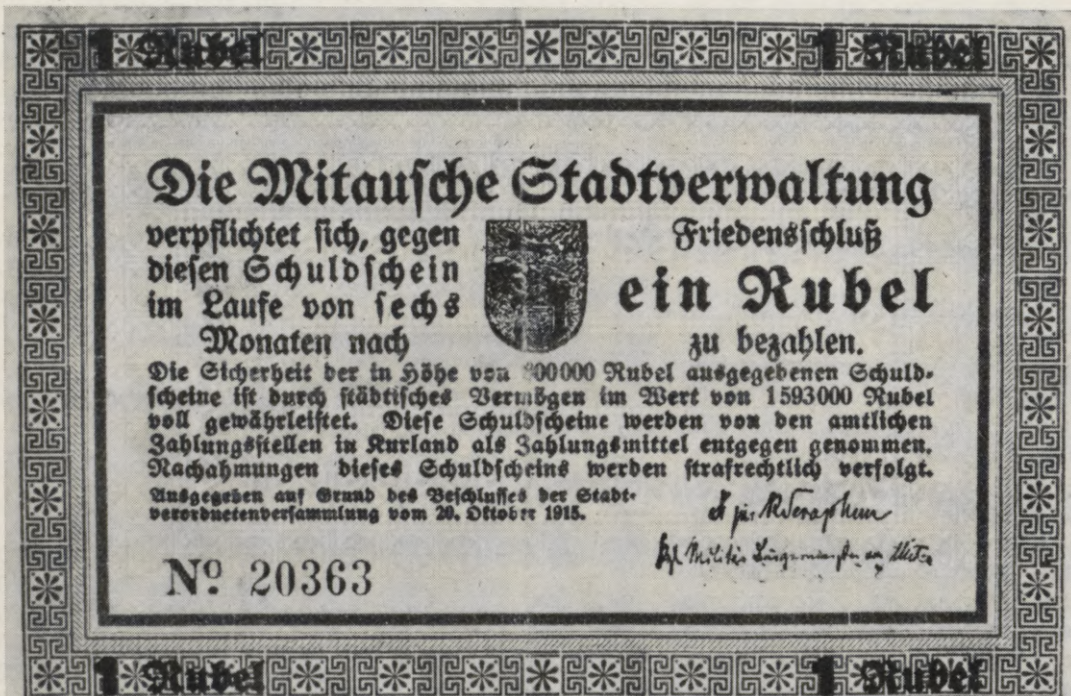 1 Rubel 1 Rubel
Die Mitausche Stadtverwaltung
verpflichtet sich, gegen
diesen Schuldschein
im Laufe von sechs
Monaten nach
Friedensschluß
ein Rubel
zu bezahlen.
Die Sicherheit der in Höhe von 00000 Rubel ausgegebenen Schuld-
scheine ist durch städtisches Vermögen im Wert von 1593000 Rubel
voll gewährleistet. Diese Schuldscheine werden von den amtlichen
Zahlungsstellen in Kurland als Zahlungsmittel entgegen genommen.
Nachahmungen dieses Schuldscheins werden strafrechtlich verfolgt.
Ausgegeben auf Grund des Beschlusses der Stadt-
verordnetenversammlung vom 20. Oktober 1915.
Nº 20363
1 Rubel 1 Rubel